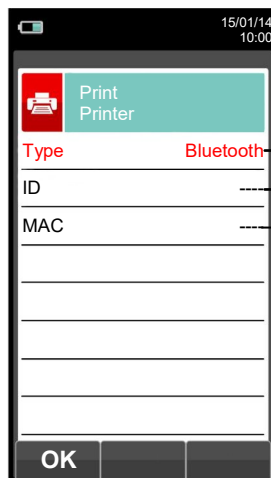 15/01/14
10:00
Print
Printer
Type Bluetooth
ID ----
MAC ----
OK